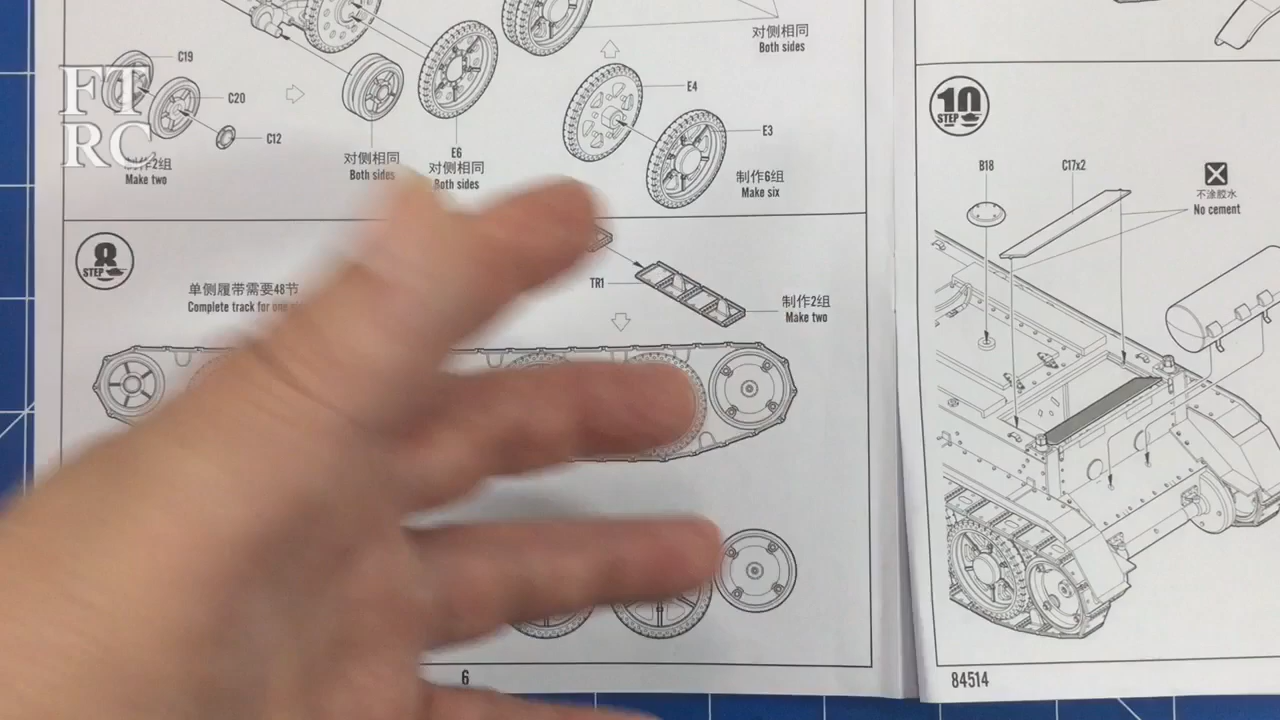 FT
RC
C19
C20
C12
制作2组
Make two
对侧相同
Both sides
E6
对侧相同
Both sides
对侧相同
Both sides
E4
E3
制作6组
Make six
STEP 8
单侧履带需要48节
Complete track for one
TR1
制作2组
Make two
6
10
STEP
B18
C17x2
不涂胶水
No cement
84514